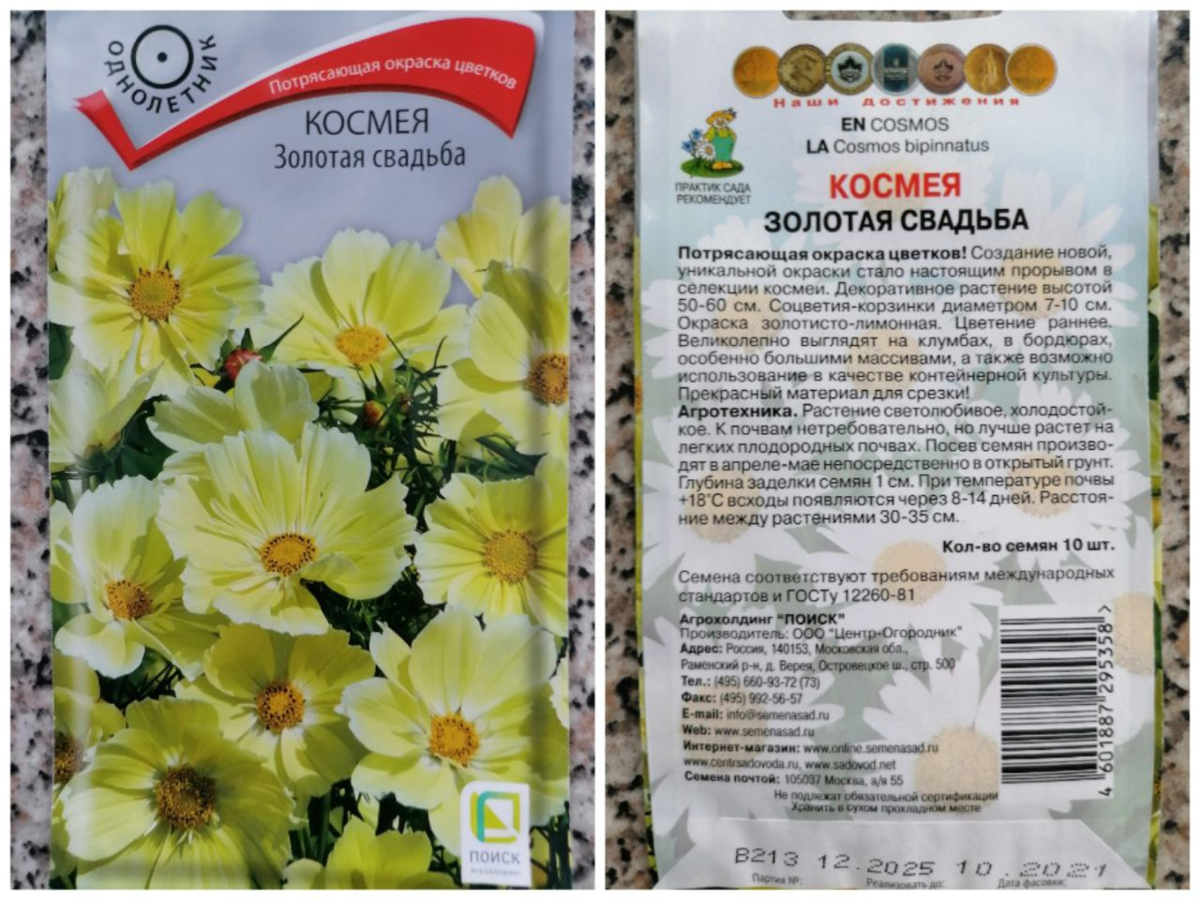 ОДНОЛЕТНИК
Потрясающая окраска цветков
КОСМЕЯ
Золотая свадьба
ПОИСК
агрохолдинг
Наши достижения
EN COSMOS
LA Cosmos bipinnatus
ПРАКТИК САДА
РЕКОМЕНДУЕТ
КОСМЕЯ
ЗОЛОТАЯ СВАДЬБА
Потрясающая окраска цветков! Создание новой,
уникальной окраски стало настоящим прорывом в
селекции космеи. Декоративное растение высотой
50-60 см. Соцветия-корзинки диаметром 7-10 см.
Окраска золотисто-лимонная. Цветение раннее.
Великолепно выглядят на клумбах, в бордюрах,
особенно большими массивами, а также возможно
использование в качестве контейнерной культуры.
Прекрасный материал для срезки!
Агротехника. Растение светолюбивое, холодостой-
кое. К почвам нетребовательно, но лучше растет на
легких плодородных почвах. Посев семян произво-
дят в апреле-мае непосредственно в открытый грунт.
Глубина заделки семян 1 см. При температуре почвы
+18°С всходы появляются через 8-14 дней. Расстоя-
ние между растениями 30-35 см.
Кол-во семян 10 шт.
Семена соответствуют требованиям международных
стандартов и ГОСТу 12260-81
Агрохолдинг "ПОИСК"
Производитель: ООО "Центр-Огородник"
Адрес: Россия, 140153, Московская обл.,
Раменский р-н, д. Верея, Островецкое ш., стр. 500
Тел.: (495) 660-93-72 (73)
Факс: (495) 992-56-57
E-mail: info@semenasad.ru
Web: www.semenasad.ru
Интернет-магазин: www.online.semenasad.ru
www.centrsadovoda.ru, www.sadovod.net
Семена почтой: 105037 Москва, а/я 55
4 601887 295358>
Не подлежат обязательной сертификации
Хранить в сухом прохладном месте
B213 12.2025 10.2021
Партия №: Реализовать до: Дата фасовки: